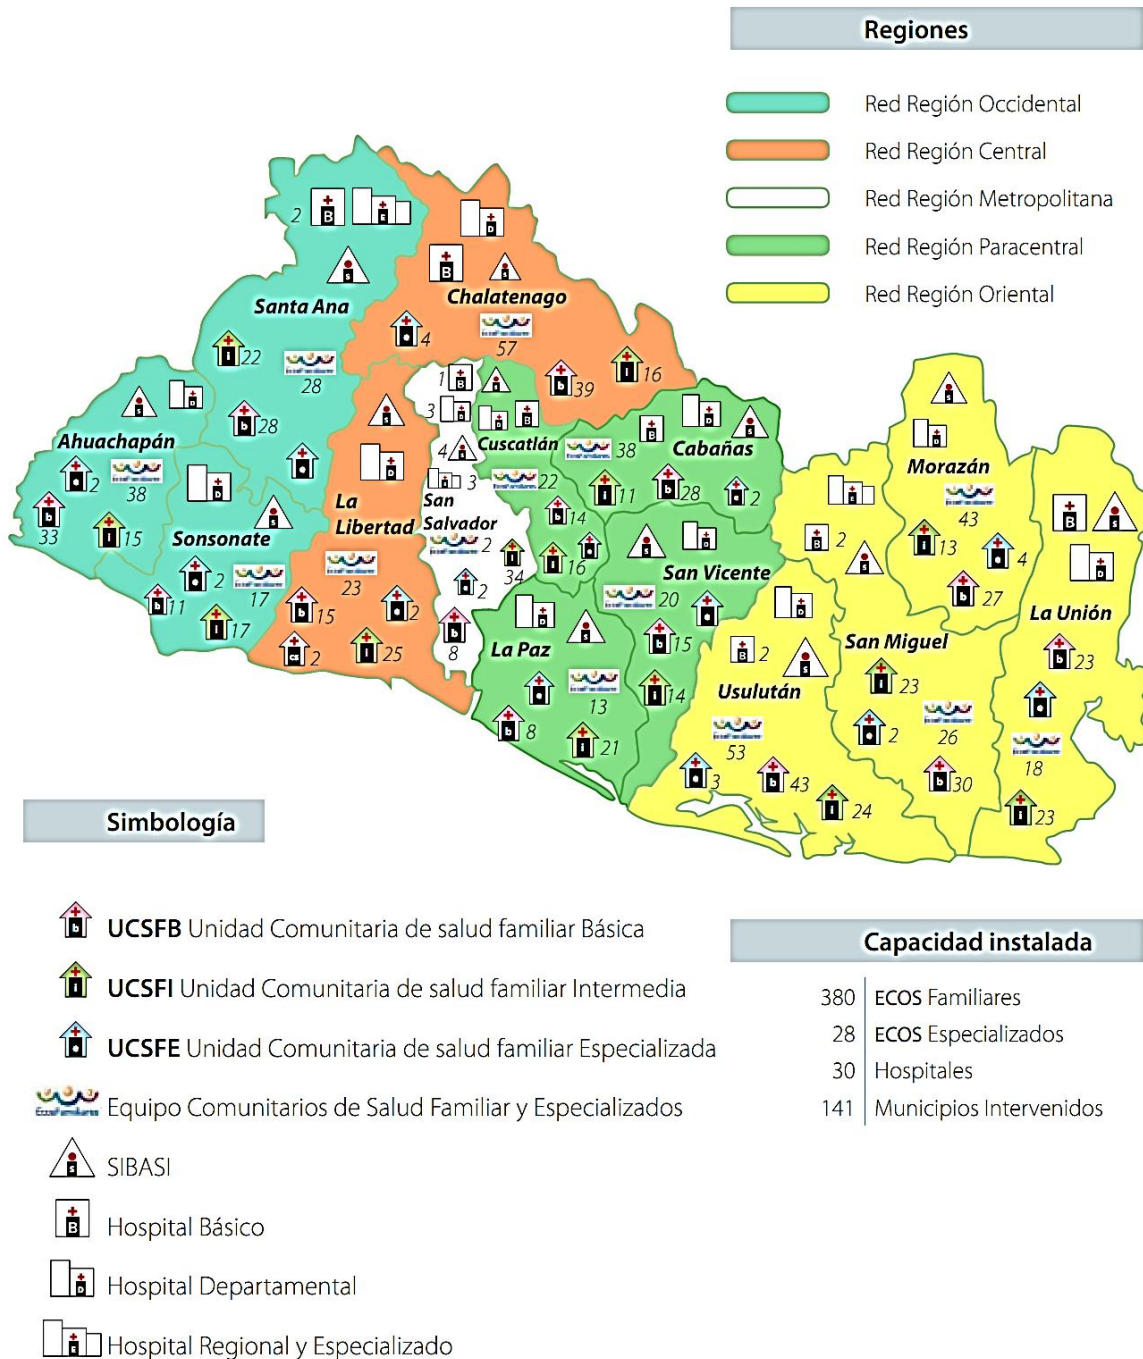 Regiones
Red Región Occidental
Red Región Central
Red Región Metropolitana
Red Región Paracentral
Red Región Oriental
2 B E
D
B S
S
Santa Ana
Chalatenago
e 4
EcosFamiliares
57
i 22
28
b 39
i 16
b 28
e
S D
Ahuachapán
e 2
38
b 33
i 15
D
S
Sonsonate
e 2
17
b 11
i 17
S
D
La Libertad
23
b 15
e 2
cs 2
i 25
1 B
3 D
4 S
E 3
San Salvador
2
34
e 2
b 8
S
D B
Cuscatlán
22
b 14
i 16
e
B D S
38
Cabañas
i 11
b 28
e 2
S D
San Vicente
20
e
b 15
i 14
D
S
La Paz
e
13
b 8
i 21
D
B 2
S
Usulután
53
e 3
b 43
i 24
E
B 2
S
San Miguel
i 23
e 2
26
b 30
S
D
Morazán
43
i 13
e 4
b 27
B S
D
La Unión
b 23
e
18
i 23
Simbología
b UCSFB Unidad Comunitaria de salud familiar Básica
i UCSFI Unidad Comunitaria de salud familiar Intermedia
e UCSFE Unidad Comunitaria de salud familiar Especializada
EcosFamiliares Equipo Comunitarios de Salud Familiar y Especializados
S SIBASI
B Hospital Básico
D Hospital Departamental
E Hospital Regional y Especializado
Capacidad instalada
380 ECOS Familiares
28 ECOS Especializados
30 Hospitales
141 Municipios Intervenidos